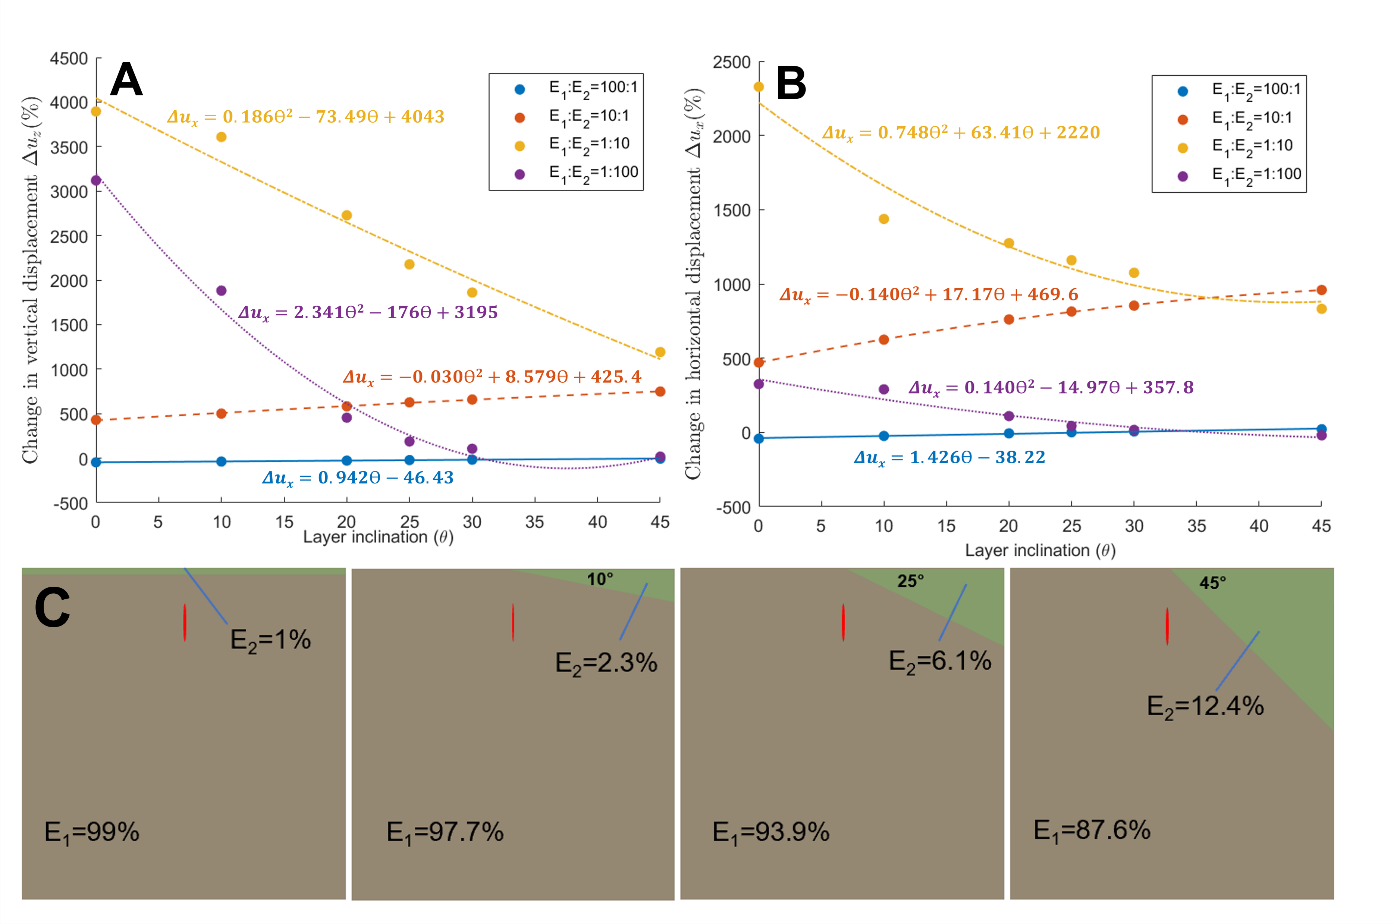 A
Change in vertical displacement Δu_z(%)
4500
4000
3500
3000
2500
2000
1500
1000
500
0
-500
0 5 10 15 20 25 30 35 40 45
Layer inclination (θ)
E₁:E₂=100:1
E₁:E₂=10:1
E₁:E₂=1:10
E₁:E₂=1:100
Δu_x = 0.186θ² − 73.49θ + 4043
Δu_x = 2.341θ² − 176θ + 3195
Δu_x = −0.030θ² + 8.579θ + 425.4
Δu_x = 0.942θ − 46.43
B
Change in horizontal displacement Δu_x(%)
2500
2000
1500
1000
500
0
-500
0 5 10 15 20 25 30 35 40 45
Layer inclination (θ)
E₁:E₂=100:1
E₁:E₂=10:1
E₁:E₂=1:10
E₁:E₂=1:100
Δu_x = 0.748θ² + 63.41θ + 2220
Δu_x = −0.140θ² + 17.17θ + 469.6
Δu_x = 0.140θ² − 14.97θ + 357.8
Δu_x = 1.426θ − 38.22
C
E₂=1%
E₁=99%
10°
E₂=2.3%
E₁=97.7%
25°
E₂=6.1%
E₁=93.9%
45°
E₂=12.4%
E₁=87.6%